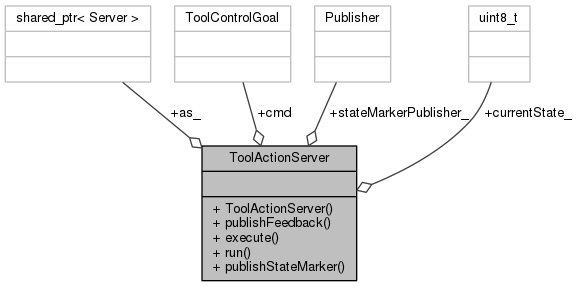 shared_ptr< Server >
ToolControlGoal
Publisher
uint8_t
+as_
+cmd
+stateMarkerPublisher_
+currentState_
ToolActionServer
+ ToolActionServer()
+ publishFeedback()
+ execute()
+ run()
+ publishStateMarker()